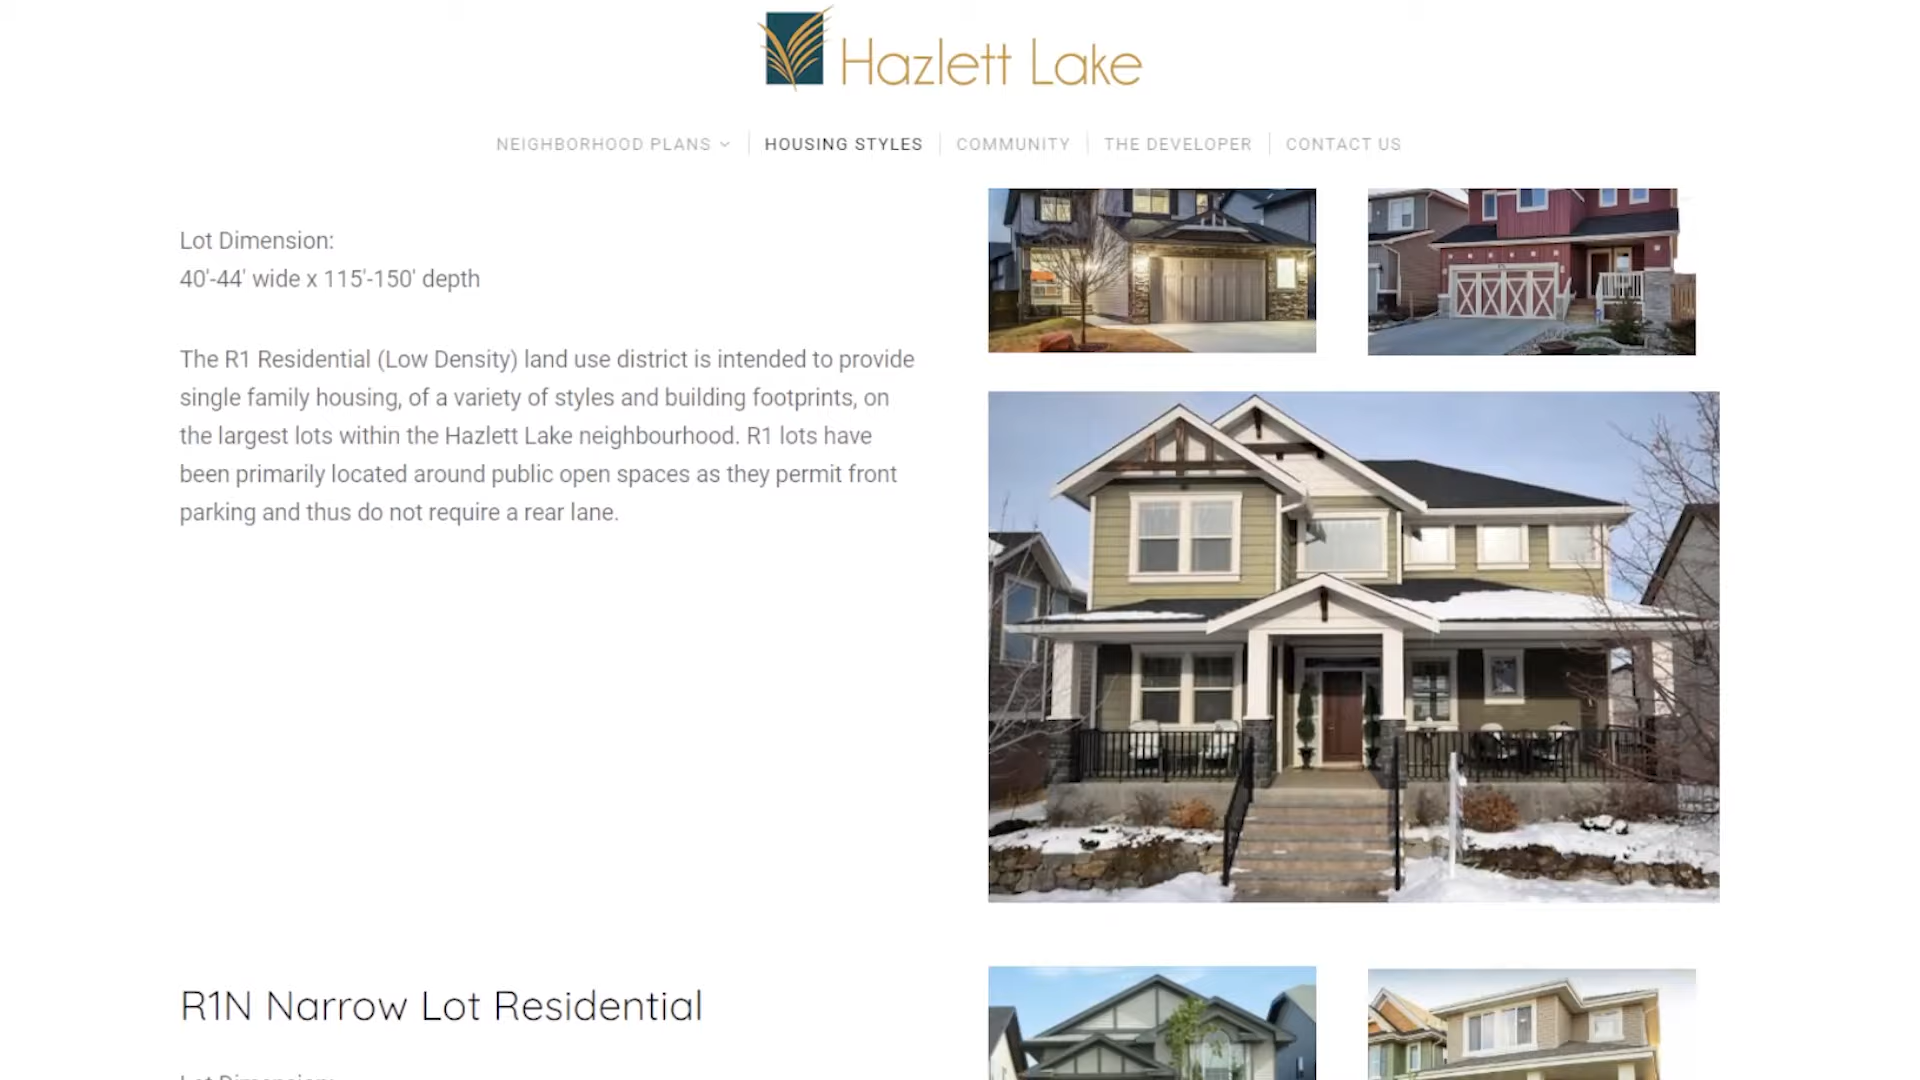 Hazlett Lake
NEIGHBORHOOD PLANS
HOUSING STYLES
COMMUNITY
THE DEVELOPER
CONTACT US
Lot Dimension:
40'-44' wide x 115'-150' depth
The R1 Residential (Low Density) land use district is intended to provide
single family housing, of a variety of styles and building footprints, on
the largest lots within the Hazlett Lake neighbourhood. R1 lots have
been primarily located around public open spaces as they permit front
parking and thus do not require a rear lane.
R1N Narrow Lot Residential
Lot Dimension: